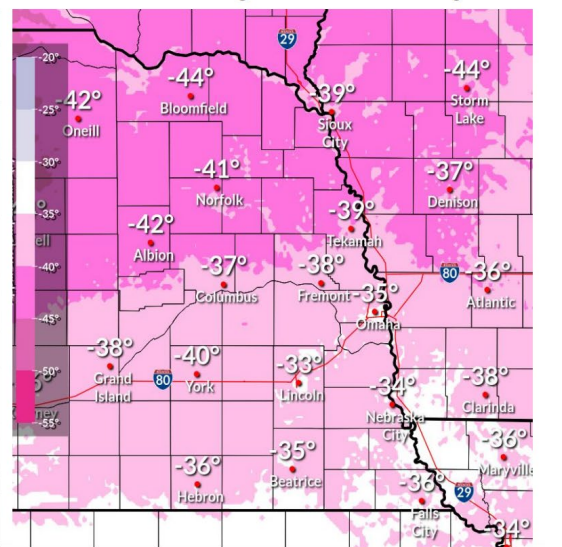 29
-20°
-25°
-30°
-35°
-40°
-45°
-50°
-55°
-44°
Bloomfield
42°
Oneill
-39°
Sioux
City
-44°
Storm
Lake
-41°
Norfolk
-37°
Denison
-42°
Albion
-39°
Tekamah
ell
-37°
Columbus
-38°
Fremont
-35°
Omaha
80
-36°
Atlantic
-38°
Grand
Island
80
-40°
York
-33°
Lincoln
-34°
Nebraska
City
-38°
Clarinda
ney
-36°
Hebron
-35°
Beatrice
-36°
Falls
City
29
-36°
Maryville
-34°